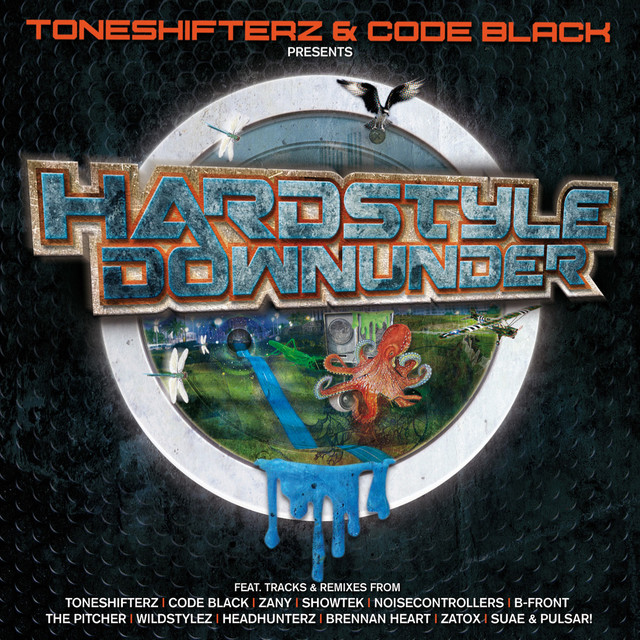 TONESHIFTERZ & CODE BLACK
PRESENTS
HARDSTYLE
DOWNUNDER
FEAT. TRACKS & REMIXES FROM
TONESHIFTERZ | CODE BLACK | ZANY | SHOWTEK | NOISECONTROLLERS | B-FRONT
THE PITCHER | WILDSTYLEZ | HEADHUNTERZ | BRENNAN HEART | ZATOX | SUAE & PULSAR!